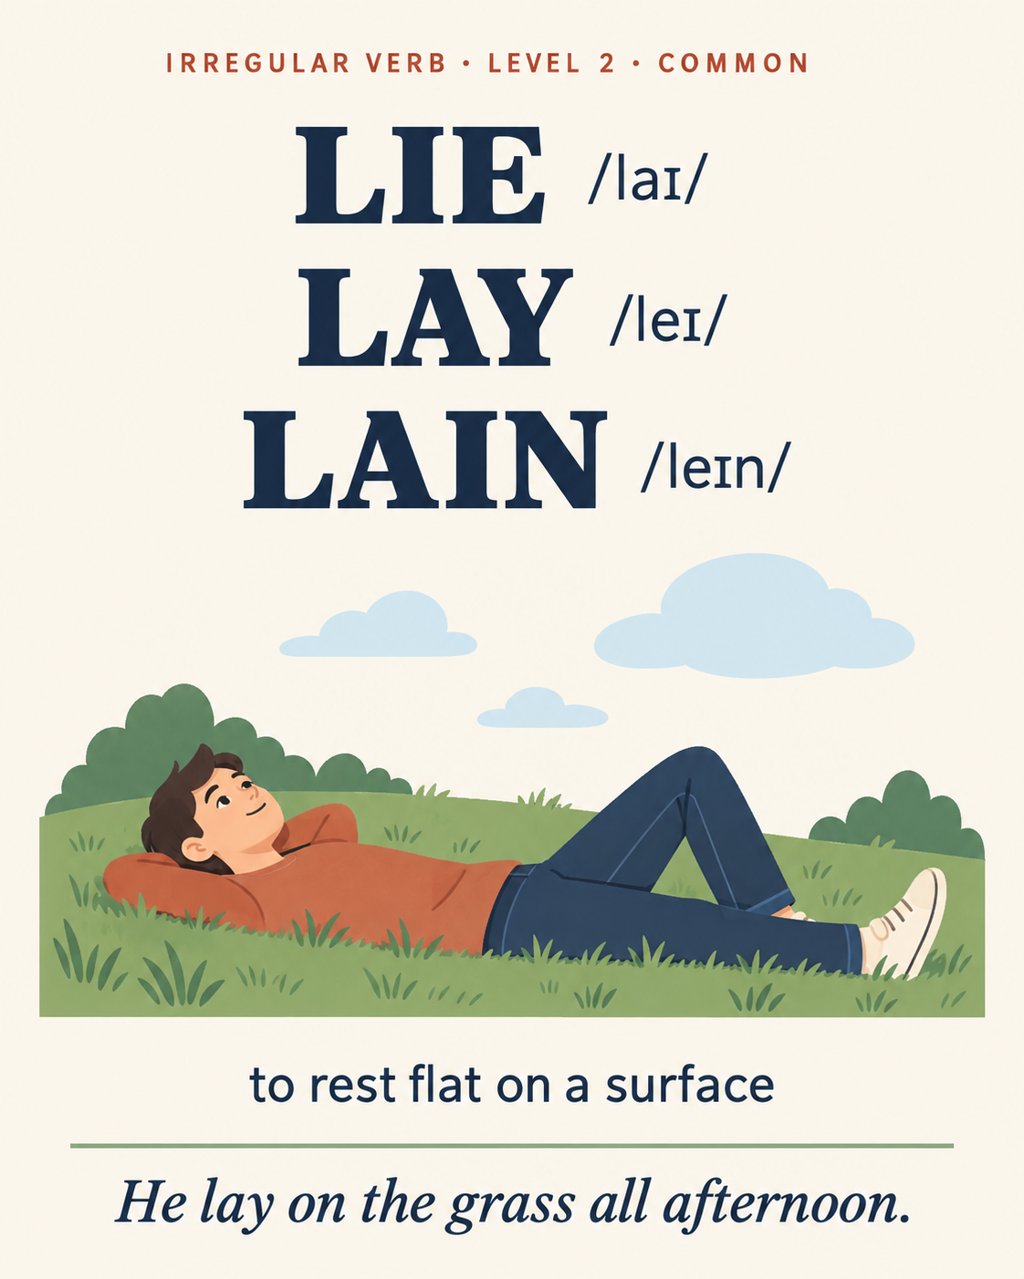 IRREGULAR VERB • LEVEL 2 • COMMON
LIE /laɪ/
LAY /leɪ/
LAIN /leɪn/
to rest flat on a surface
He lay on the grass all afternoon.